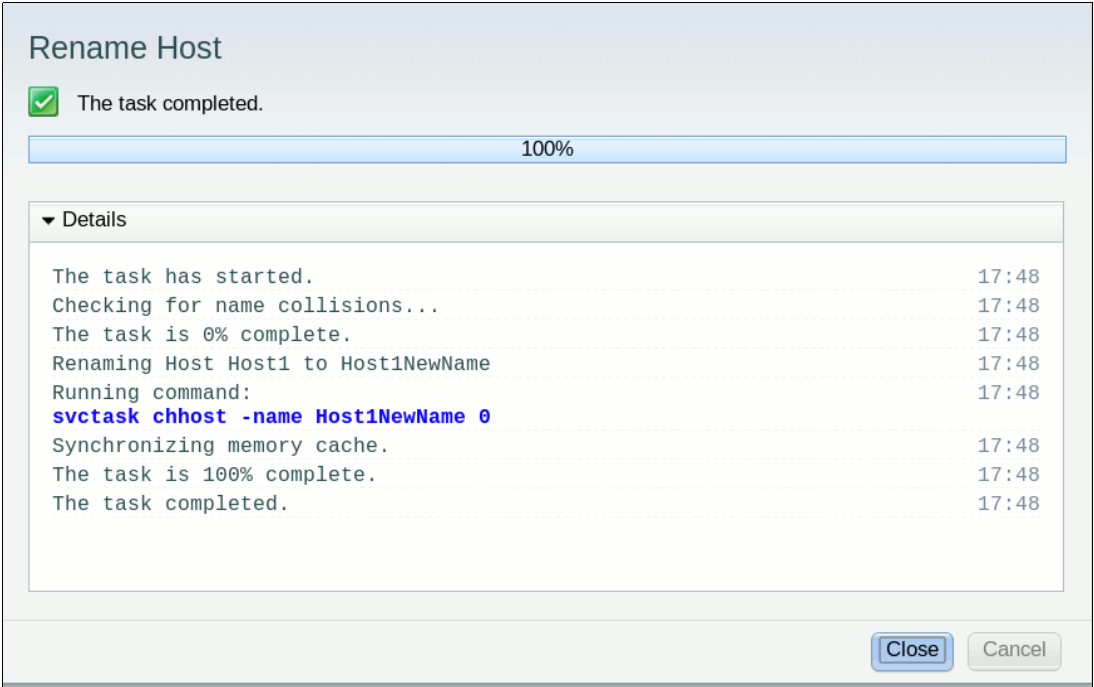 Rename Host
The task completed.
100%
Details
The task has started. 17:48
Checking for name collisions... 17:48
The task is 0% complete. 17:48
Renaming Host Host1 to Host1NewName 17:48
Running command: 17:48
svctask chhost -name Host1NewName 0
Synchronizing memory cache. 17:48
The task is 100% complete. 17:48
The task completed. 17:48
Close Cancel